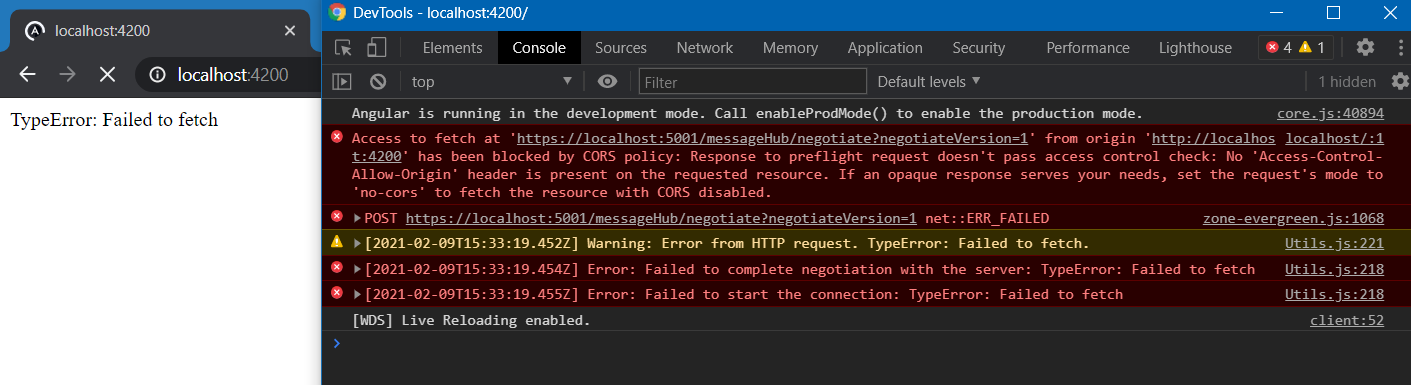 localhost:4200
DevTools - localhost:4200/
Elements Console Sources Network Memory Application Security Performance Lighthouse 4 1
localhost:4200
top Filter Default levels 1 hidden
TypeError: Failed to fetch
Angular is running in the development mode. Call enableProdMode() to enable the production mode. core.js:40894
Access to fetch at 'https://localhost:5001/messageHub/negotiate?negotiateVersion=1' from origin 'http://localhos localhost/:1
t:4200' has been blocked by CORS policy: Response to preflight request doesn't pass access control check: No 'Access-Control-
Allow-Origin' header is present on the requested resource. If an opaque response serves your needs, set the request's mode to
'no-cors' to fetch the resource with CORS disabled.
POST https://localhost:5001/messageHub/negotiate?negotiateVersion=1 net::ERR_FAILED zone-evergreen.js:1068
[2021-02-09T15:33:19.452Z] Warning: Error from HTTP request. TypeError: Failed to fetch. Utils.js:221
[2021-02-09T15:33:19.454Z] Error: Failed to complete negotiation with the server: TypeError: Failed to fetch Utils.js:218
[2021-02-09T15:33:19.455Z] Error: Failed to start the connection: TypeError: Failed to fetch Utils.js:218
[WDS] Live Reloading enabled. client:52